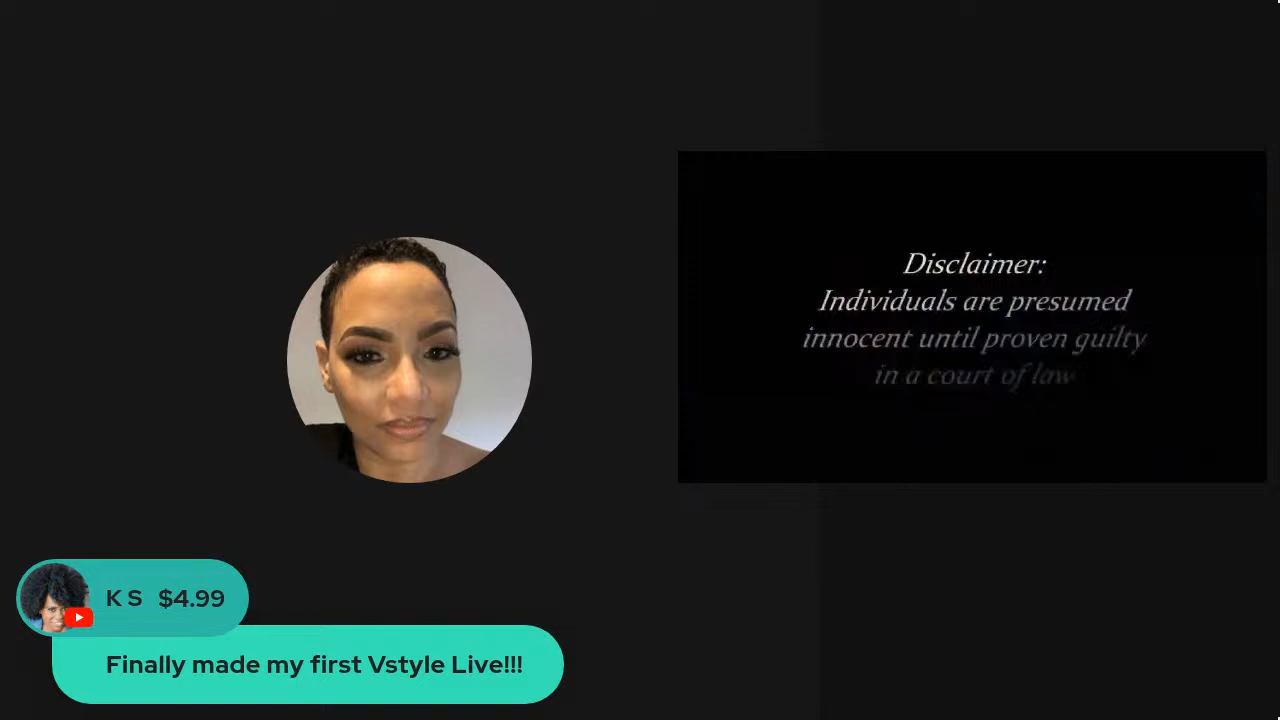 Disclaimer:
Individuals are presumed
innocent until proven guilty
in a court of law
K S $4.99
Finally made my first Vstyle Live!!!